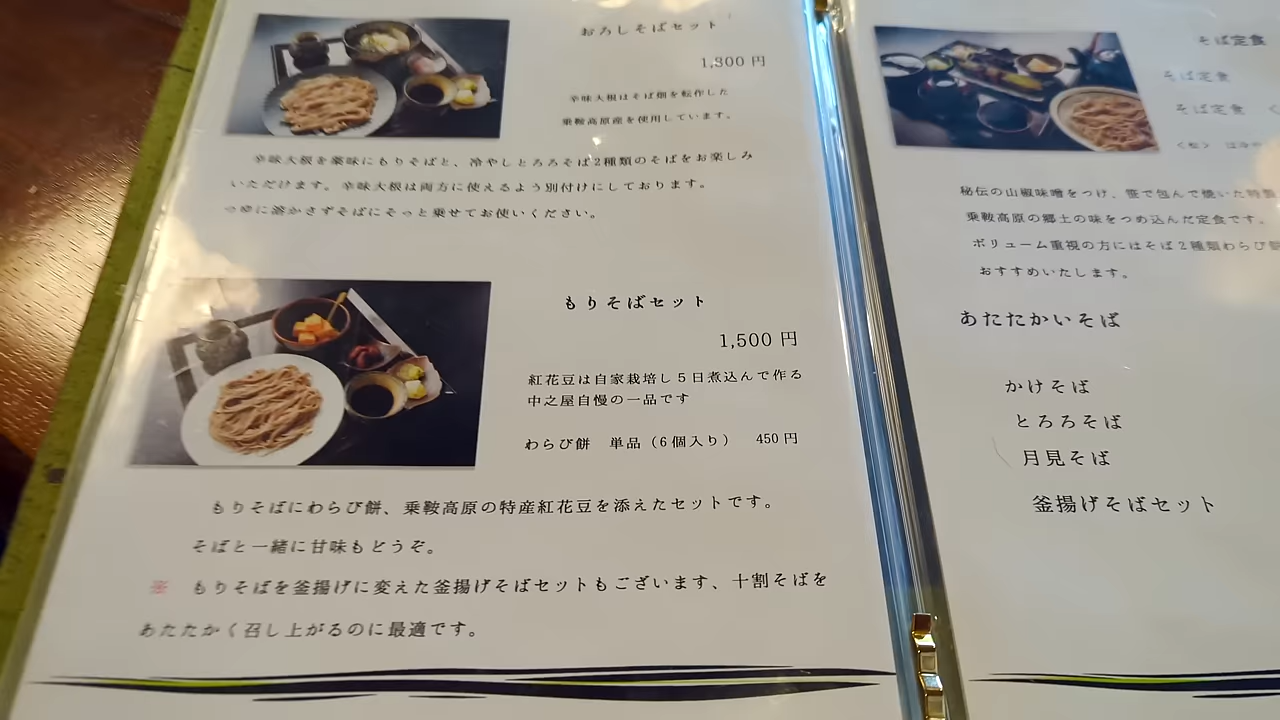 おろしそばセット
1,300 円
辛味大根はそば畑を転作した
乗鞍高原産を使用しています。
辛味大根を薬味にもりそばと、冷やしとろろそば2種類のそばをお楽しみ
いただけます。辛味大根は両方に使えるよう別付けにしております。
つゆに溶かさずそばにそっと乗せてお使いください。
もりそばセット
1,500 円
紅花豆は自家栽培し5日煮込んで作る
中之屋自慢の一品です
わらび餅 単品（6個入り） 450円
もりそばにわらび餅、乗鞍高原の特産紅花豆を添えたセットです。
そばと一緒に甘味もどうぞ。
※ もりそばを釜揚げに変えた釜揚げそばセットもございます、十割そばを
あたたかく召し上がるのに最適です。
そば定食
そば定食
そば定食 <
<松>
秘伝の山椒味噌をつけ、笹で包んで焼いた特製
乗鞍高原の郷土の味をつめ込んだ定食です。
ボリューム重視の方にはそば2種類わらび餅
おすすめいたします。
あたたかいそば
かけそば
とろろそば
月見そば
釜揚げそばセット